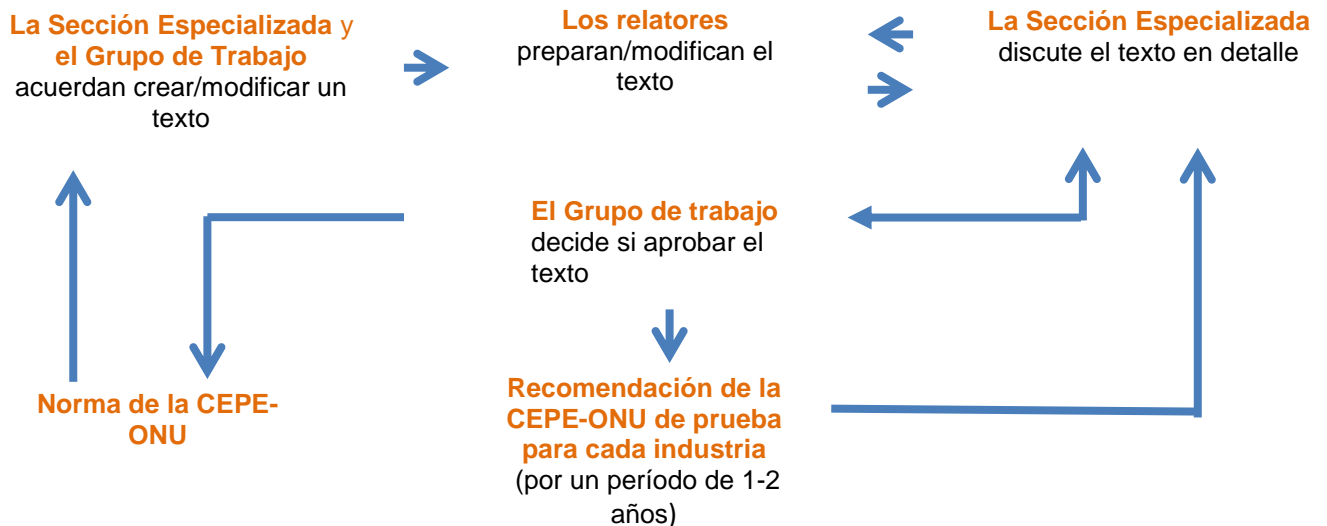 La Sección Especializada y
el Grupo de Trabajo
acuerdan crear/modificar un
texto
Los relatores
preparan/modifican el
texto
La Sección Especializada
discute el texto en detalle
El Grupo de trabajo
decide si aprobar el
texto
Norma de la CEPE-
ONU
Recomendación de la
CEPE-ONU de prueba
para cada industria
(por un período de 1-2
años)